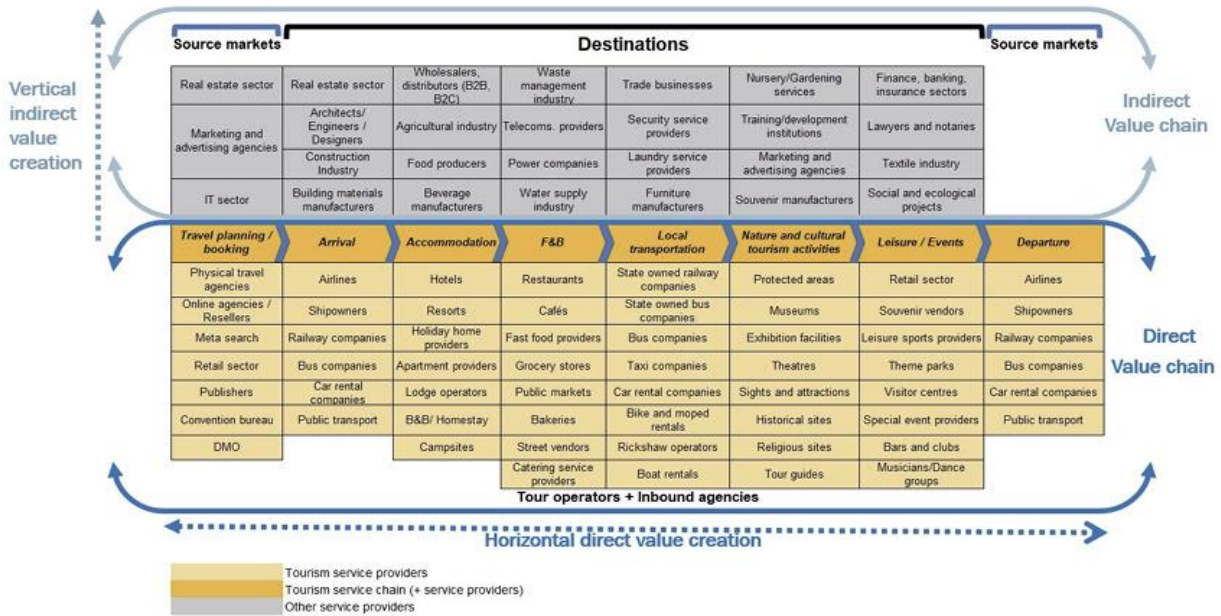 Source markets
Destinations
Source markets
Vertical
indirect
value
creation
Indirect
Value chain
Real estate sector
Real estate sector
Wholesalers,
distributors (B2B,
B2C)
Waste
management
industry
Trade businesses
Nursery/Gardening
services
Finance, banking,
insurance sectors
Marketing and
advertising agencies
Architects/
Engineers /
Designers
Agricultural industry
Telecoms. providers
Security service
providers
Training/development
institutions
Lawyers and notaries
Construction
Industry
Food producers
Power companies
Laundry service
providers
Marketing and
advertising agencies
Textile industry
IT sector
Building materials
manufacturers
Beverage
manufacturers
Water supply
industry
Furniture
manufacturers
Souvenir manufacturers
Social and ecological
projects
Travel planning /
booking
Arrival
Accommodation
F&B
Local
transportation
Nature and cultural
tourism activities
Leisure / Events
Departure
Physical travel
agencies
Airlines
Hotels
Restaurants
State owned railway
companies
Protected areas
Retail sector
Airlines
Online agencies /
Resellers
Shipowners
Resorts
Cafés
State owned bus
companies
Museums
Souvenir vendors
Shipowners
Meta search
Railway companies
Holiday home
providers
Fast food providers
Bus companies
Exhibition facilities
Leisure sports providers
Railway companies
Retail sector
Bus companies
Apartment providers
Grocery stores
Taxi companies
Theatres
Theme parks
Bus companies
Publishers
Car rental
companies
Lodge operators
Public markets
Car rental companies
Sights and attractions
Visitor centres
Car rental companies
Convention bureau
Public transport
B&B/ Homestay
Bakeries
Bike and moped
rentals
Historical sites
Special event providers
Public transport
DMO
Campsites
Street vendors
Rickshaw operators
Religious sites
Bars and clubs
Catering service
providers
Boat rentals
Tour guides
Musicians/Dance
groups
Direct
Value chain
Tour operators + Inbound agencies
Horizontal direct value creation
Tourism service providers
Tourism service chain (+ service providers)
Other service providers